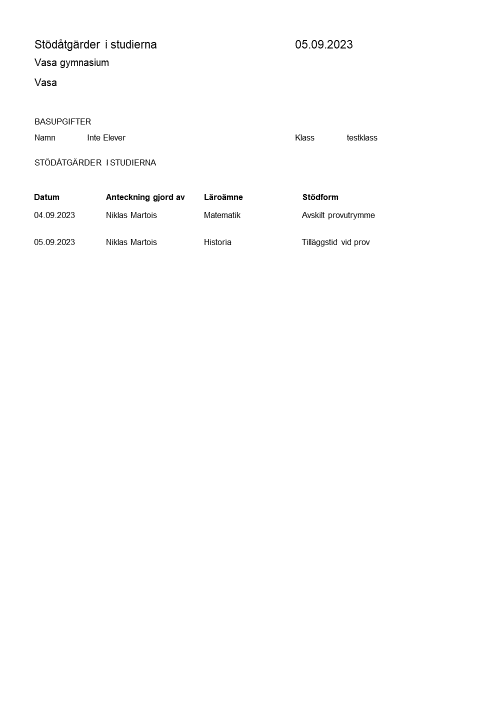 Stödåtgärder i studierna 05.09.2023
Vasa gymnasium
Vasa
BASUPGIFTER
Namn Inte Elever Klass testklass
STÖDÅTGÄRDER I STUDIERNA
Datum Anteckning gjord av Läroämne Stödform
04.09.2023 Niklas Martois Matematik Avskilt provutrymme
05.09.2023 Niklas Martois Historia Tilläggstid vid prov